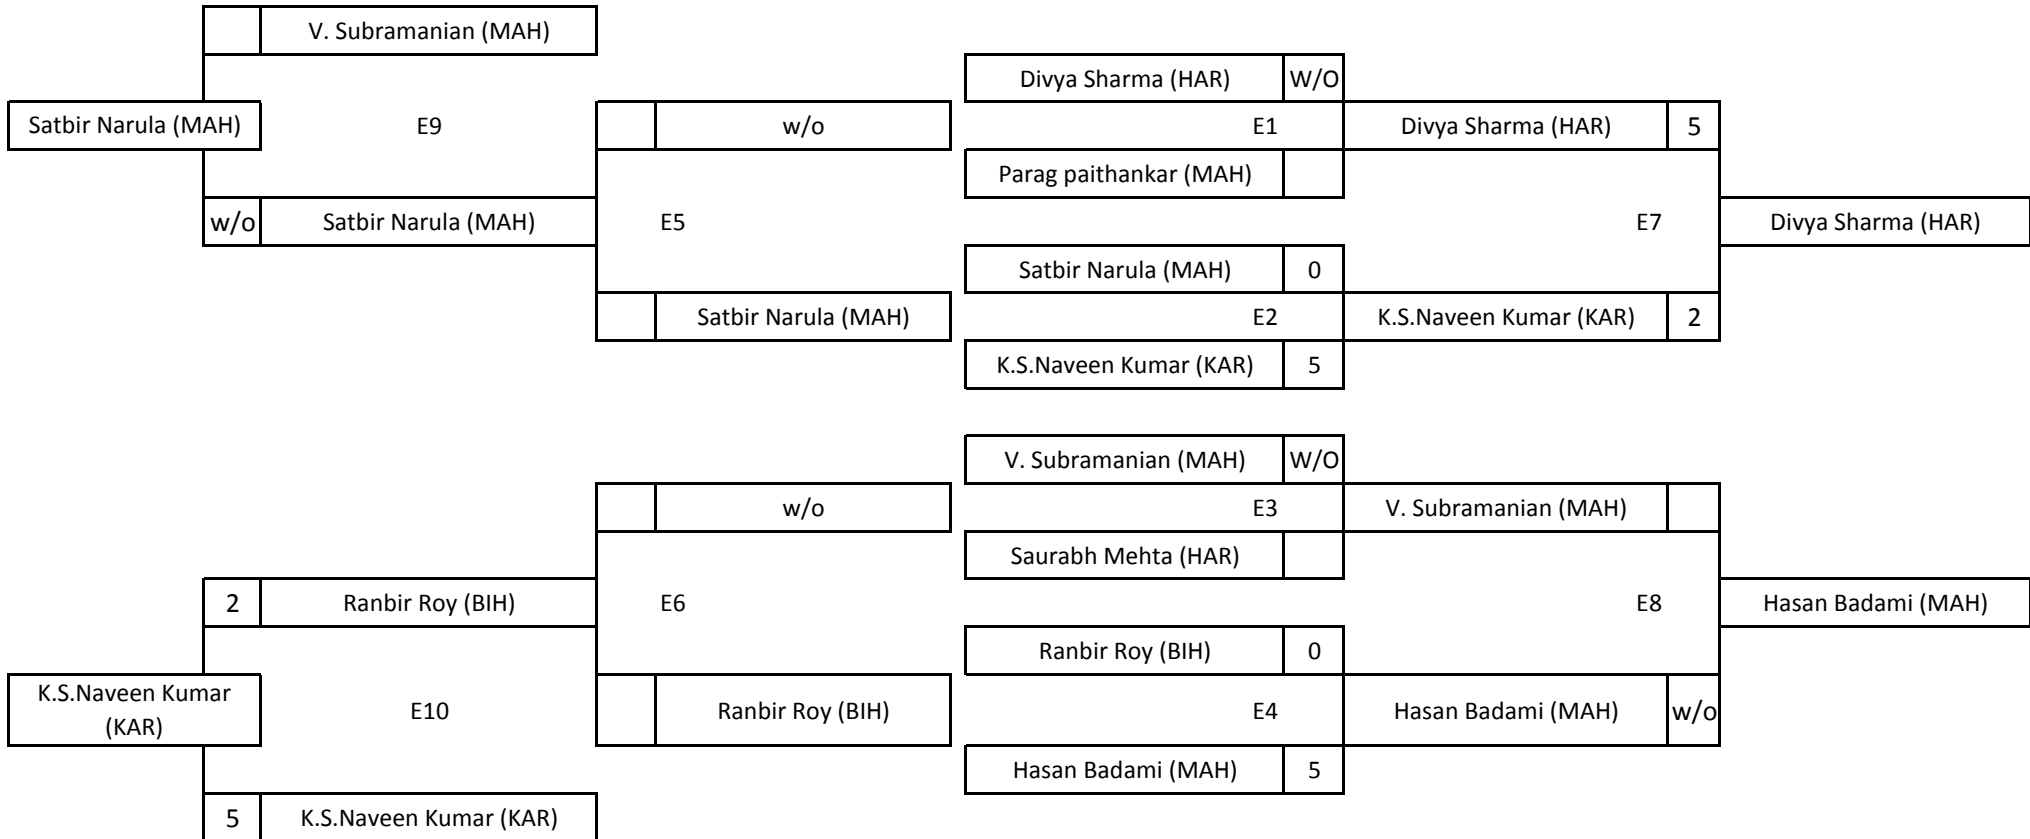 V. Subramanian (MAH)
Divya Sharma (HAR) W/O
Satbir Narula (MAH) E9 w/o E1 Divya Sharma (HAR) 5
Parag paithankar (MAH)
w/o Satbir Narula (MAH) E5 E7 Divya Sharma (HAR)
Satbir Narula (MAH) 0
Satbir Narula (MAH) E2 K.S.Naveen Kumar (KAR) 2
K.S.Naveen Kumar (KAR) 5
V. Subramanian (MAH) W/O
w/o E3 V. Subramanian (MAH)
Saurabh Mehta (HAR)
2 Ranbir Roy (BIH) E6 E8 Hasan Badami (MAH)
Ranbir Roy (BIH) 0
K.S.Naveen Kumar
(KAR)
E10 Ranbir Roy (BIH) E4 Hasan Badami (MAH) w/o
Hasan Badami (MAH) 5
5 K.S.Naveen Kumar (KAR)